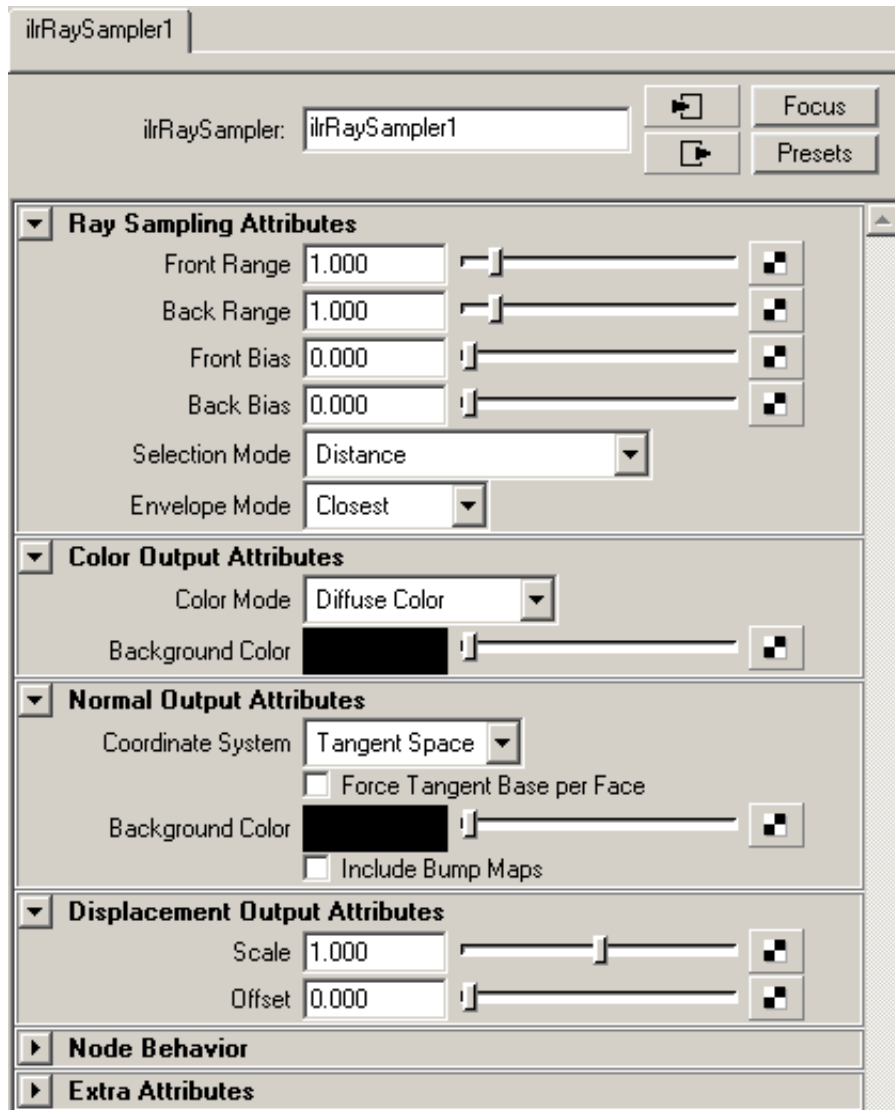 ilrRaySampler1
ilrRaySampler: ilrRaySampler1
Focus
Presets
Ray Sampling Attributes
Front Range 1.000
Back Range 1.000
Front Bias 0.000
Back Bias 0.000
Selection Mode Distance
Envelope Mode Closest
Color Output Attributes
Color Mode Diffuse Color
Background Color
Normal Output Attributes
Coordinate System Tangent Space
Force Tangent Base per Face
Background Color
Include Bump Maps
Displacement Output Attributes
Scale 1.000
Offset 0.000
Node Behavior
Extra Attributes